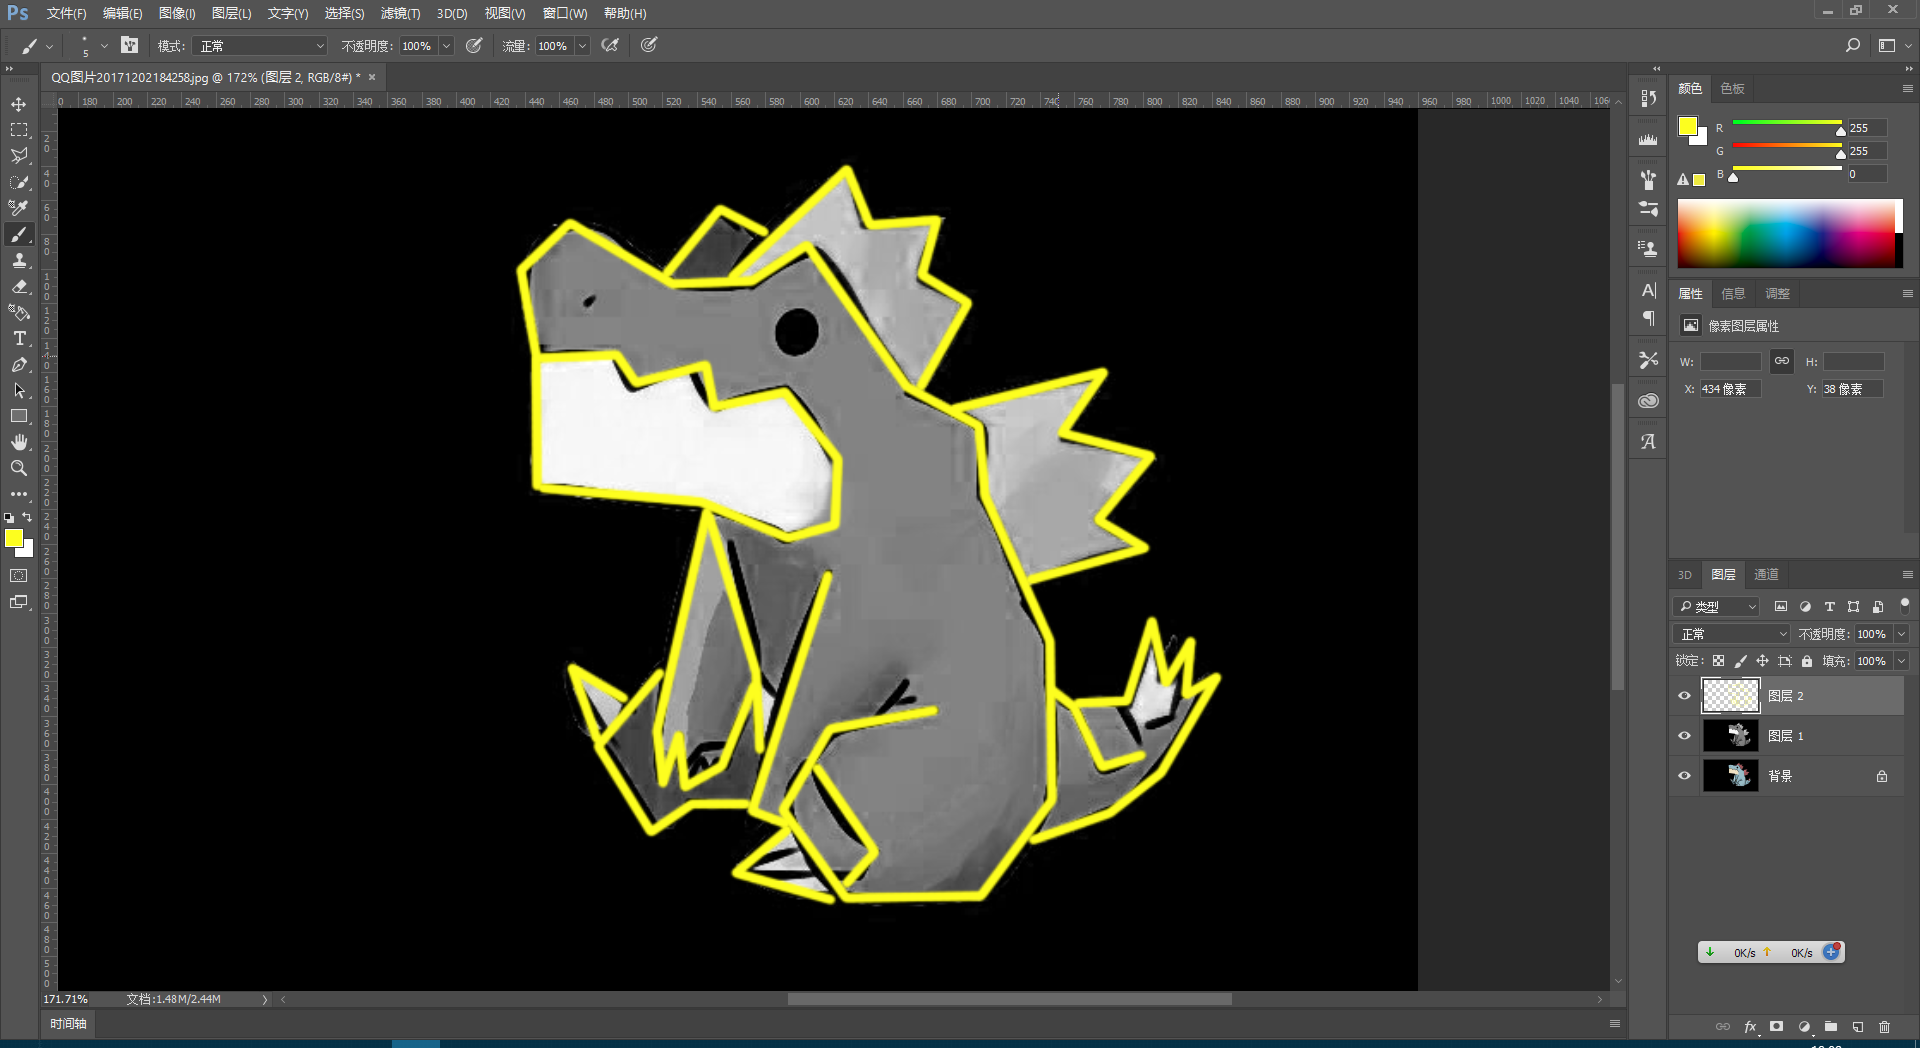 Ps 文件(F) 编辑(E) 图像(I) 图层(L) 文字(Y) 选择(S) 滤镜(T) 3D(D) 视图(V) 窗口(W) 帮助(H)
5 模式: 正常 不透明度: 100% 流量: 100%
QQ图片20171202184258.jpg @ 172% (图层 2, RGB/8#) * ×
0 180 200 220 240 260 280 300 320 340 360 380 400 420 440 460 480 500 520 540 560 580 600 620 640 660 680 700 720 740 760 780 800 820 840 860 880 900 920 940 960 980 1000 1020 1040 106
颜色 色板
R 255
G 255
B 0
属性 信息 调整
像素图层属性
W: H:
X: 434 像素 Y: 38 像素
3D 图层 通道
类型
正常 不透明度: 100%
锁定: 填充: 100%
图层 2
图层 1
背景
0K/s 0K/s
171.71% 文档:1.48M/2.44M
时间轴